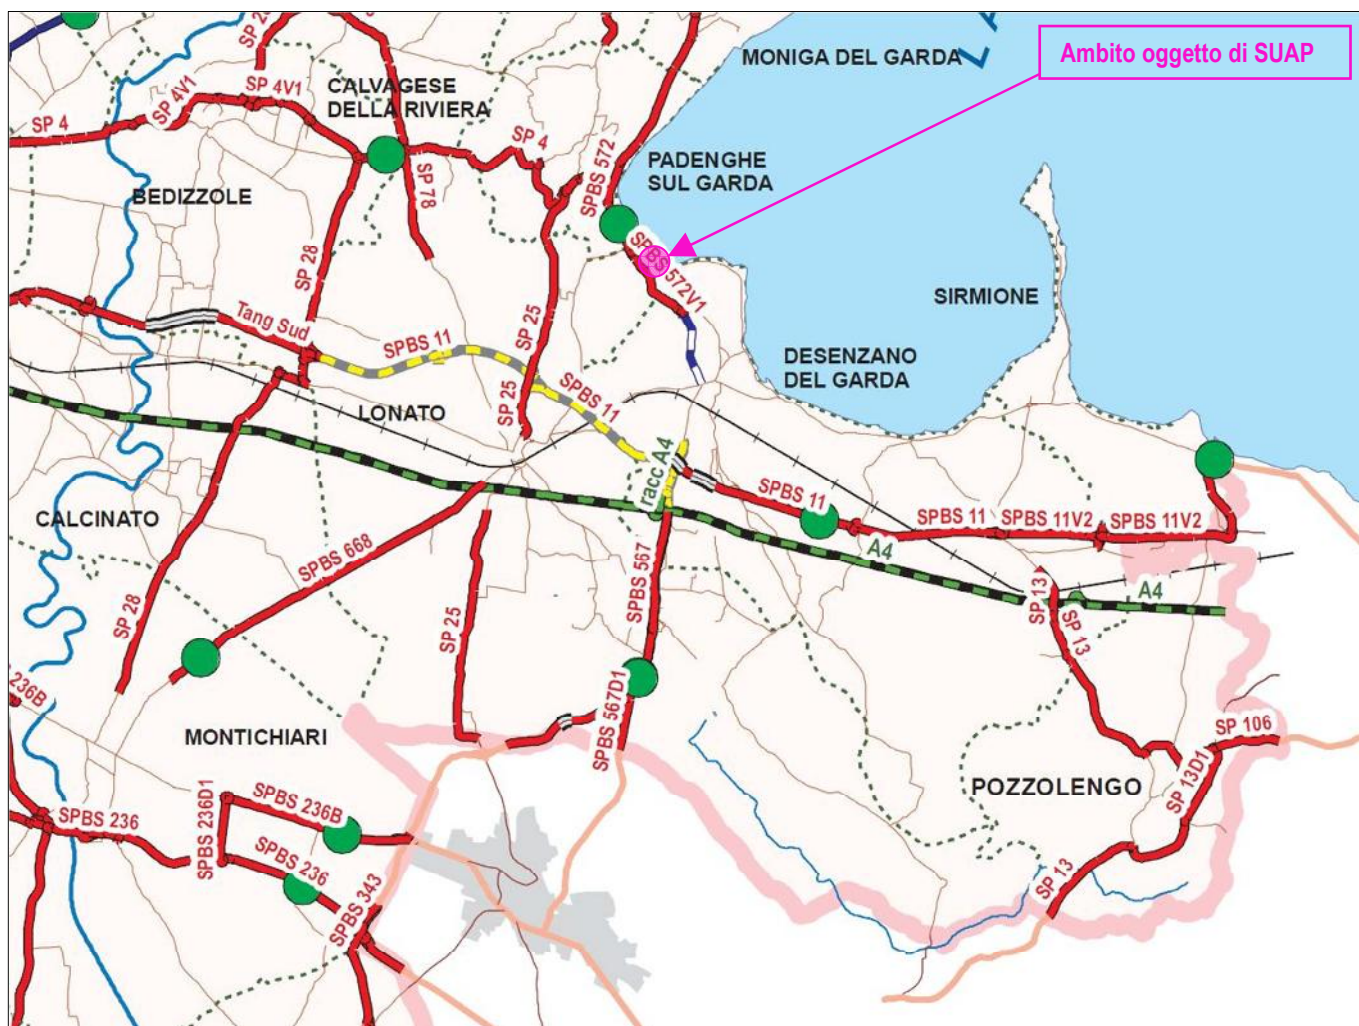 SP 4V1
SP 4V1
SP 4
CALVAGESE
DELLA RIVIERA
MONIGA DEL GARDA
Ambito oggetto di SUAP
SP 4
SPBS 572
PADENGHE
SUL GARDA
BEDIZZOLE
SP 78
SP 28
SPBS 572V1
SIRMIONE
Tang Sud
SPBS 11
SP 25
DESENZANO
DEL GARDA
LONATO
SP 25
SPBS 11
racc A4
SPBS 11
CALCINATO
SPBS 668
SPBS 11
SPBS 11V2
SPBS 11V2
A4
A4
SP 28
SP 25
SPBS 567
SP 13
SP 13
236B
MONTICHIARI
SPBS 567D1
SP 106
POZZOLENGO
SP 13D1
SPBS 236
SPBS 236D1
SPBS 236B
SPBS 236
SPBS 343
SP 13